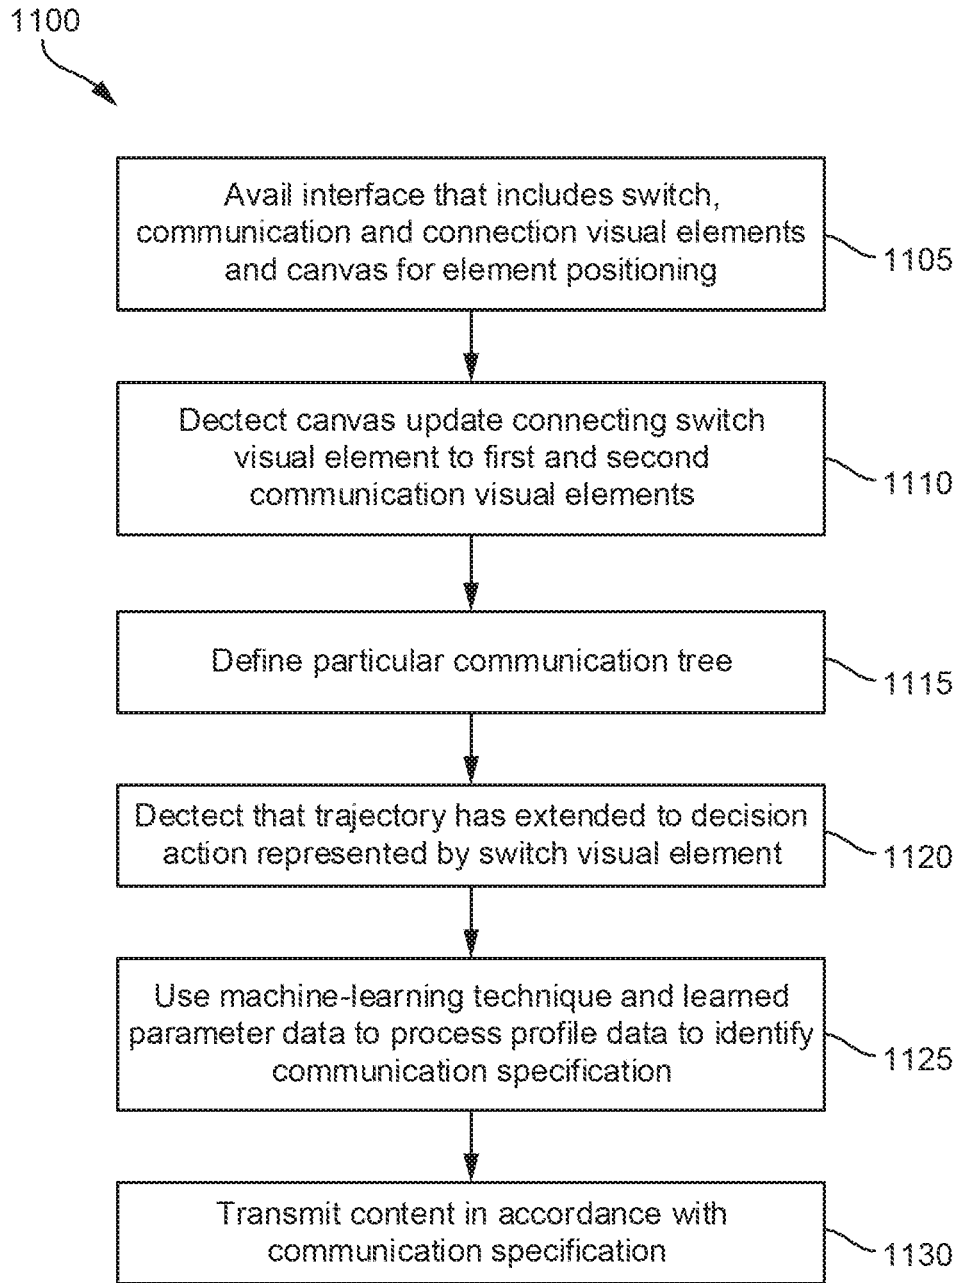 1100
Avail interface that includes switch,
communication and connection visual elements
and canvas for element positioning
1105
Dectect canvas update connecting switch
visual element to first and second
communication visual elements
1110
Define particular communication tree
1115
Dectect that trajectory has extended to decision
action represented by switch visual element
1120
Use machine-learning technique and learned
parameter data to process profile data to identify
communication specification
1125
Transmit content in accordance with
communication specification
1130